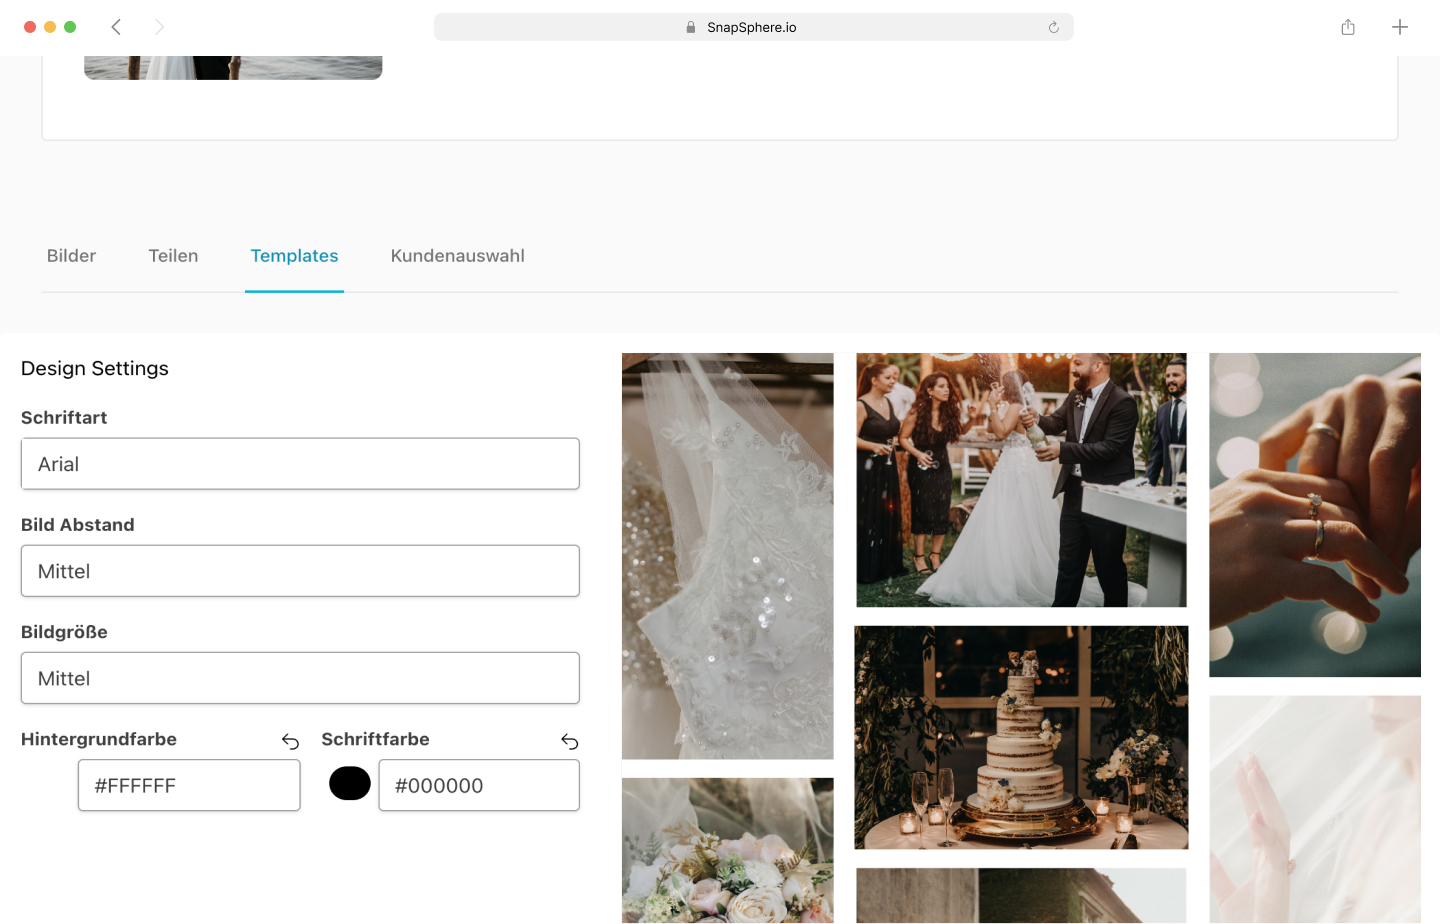 SnapSphere.io
Bilder Teilen Templates Kundenauswahl
Design Settings
Schriftart
Arial
Bild Abstand
Mittel
Bildgröße
Mittel
Hintergrundfarbe Schriftfarbe
#FFFFFF #000000